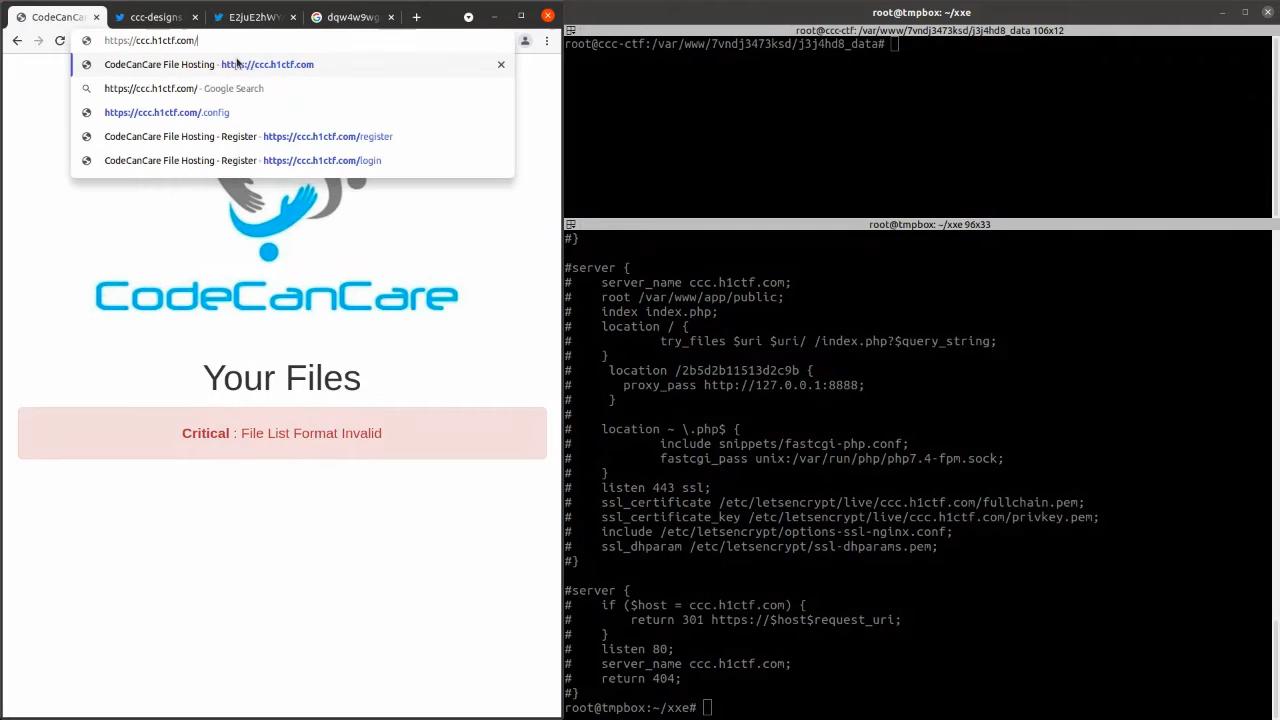 CodeCanCar
ccc-designs
E2juE2hWY
dqw4w9wg
https://ccc.h1ctf.com/
CodeCanCare File Hosting - https://ccc.h1ctf.com
https://ccc.h1ctf.com/ - Google Search
https://ccc.h1ctf.com/.config
CodeCanCare File Hosting - Register - https://ccc.h1ctf.com/register
CodeCanCare File Hosting - Register - https://ccc.h1ctf.com/login
CodeCanCare
Your Files
Critical : File List Format Invalid
root@tmpbox: ~/xxe
root@ccc-ctf: /var/www/7vndj3473ksd/j3j4hd8_data 106x12
root@ccc-ctf:/var/www/7vndj3473ksd/j3j4hd8_data#
root@tmpbox: ~/xxe 96x33
#}
#server {
#    server_name ccc.h1ctf.com;
#    root /var/www/app/public;
#    index index.php;
#    location / {
#            try_files $uri $uri/ /index.php?$query_string;
#    }
#     location /2b5d2b11513d2c9b {
#       proxy_pass http://127.0.0.1:8888;
#     }
#
#    location ~ \.php$ {
#            include snippets/fastcgi-php.conf;
#            fastcgi_pass unix:/var/run/php/php7.4-fpm.sock;
#    }
#    listen 443 ssl;
#    ssl_certificate /etc/letsencrypt/live/ccc.h1ctf.com/fullchain.pem;
#    ssl_certificate_key /etc/letsencrypt/live/ccc.h1ctf.com/privkey.pem;
#    include /etc/letsencrypt/options-ssl-nginx.conf;
#    ssl_dhparam /etc/letsencrypt/ssl-dhparams.pem;
#}
#server {
#    if ($host = ccc.h1ctf.com) {
#        return 301 https://$host$request_uri;
#    }
#    listen 80;
#    server_name ccc.h1ctf.com;
#    return 404;
#}
root@tmpbox:~/xxe#